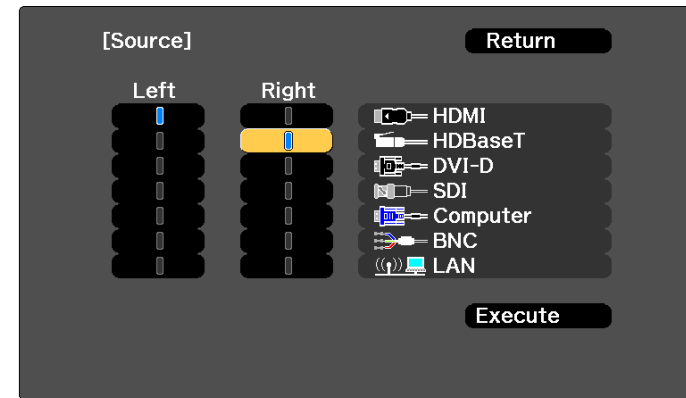 [Source]
Return
Left
Right
HDMI
HDBaseT
DVI-D
SDI
Computer
BNC
LAN
Execute